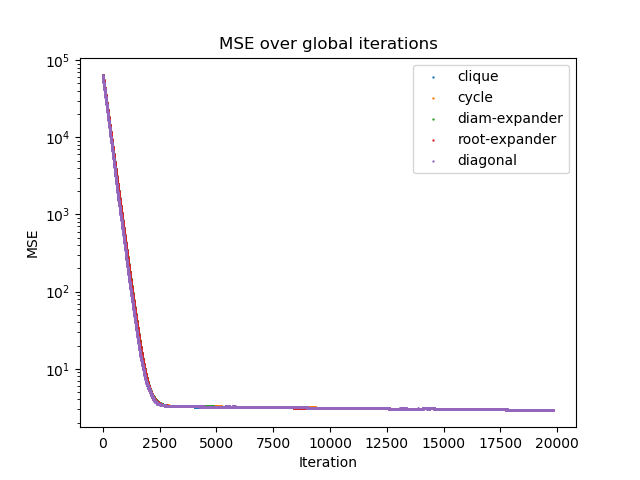 MSE over global iterations
10^5
10^4
10^3
10^2
10^1
MSE
clique
cycle
diam-expander
root-expander
diagonal
0 2500 5000 7500 10000 12500 15000 17500 20000
Iteration